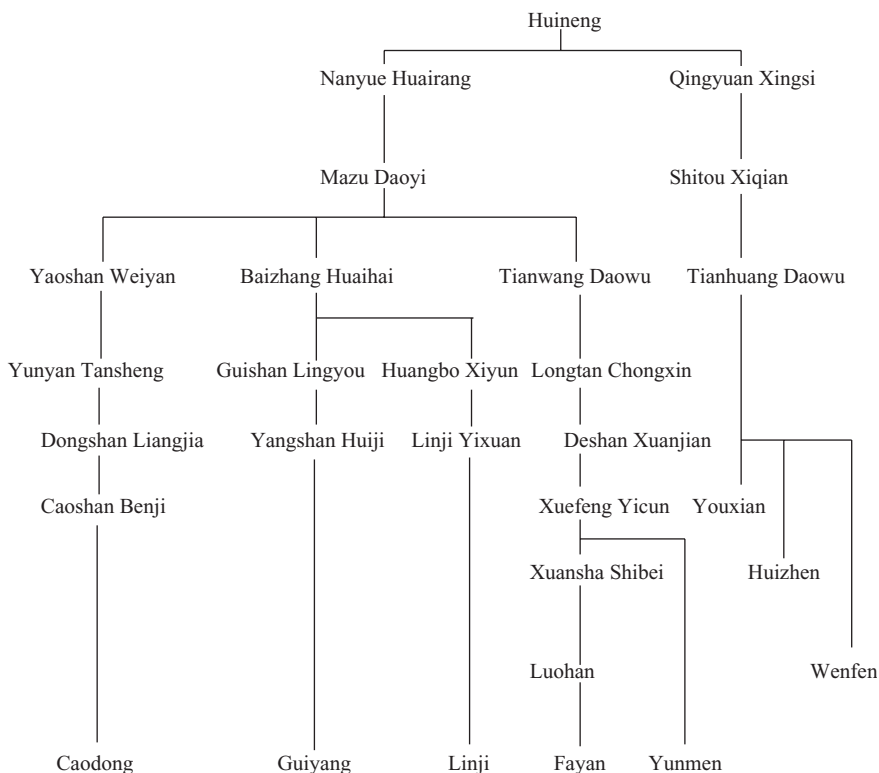 Huineng
Nanyue Huairang Qingyuan Xingsi
Mazu Daoyi Shitou Xiqian
Yaoshan Weiyan Baizhang Huaihai Tianwang Daowu Tianhuang Daowu
Yunyan Tansheng Guishan Lingyou Huangbo Xiyun Longtan Chongxin
Dongshan Liangjia Yangshan Huiji Linji Yixuan Deshan Xuanjian
Caoshan Benji Xuefeng Yicun Youxian
Xuansha Shibei Huizhen
Luohan Wenfen
Caodong Guiyang Linji Fayan Yunmen